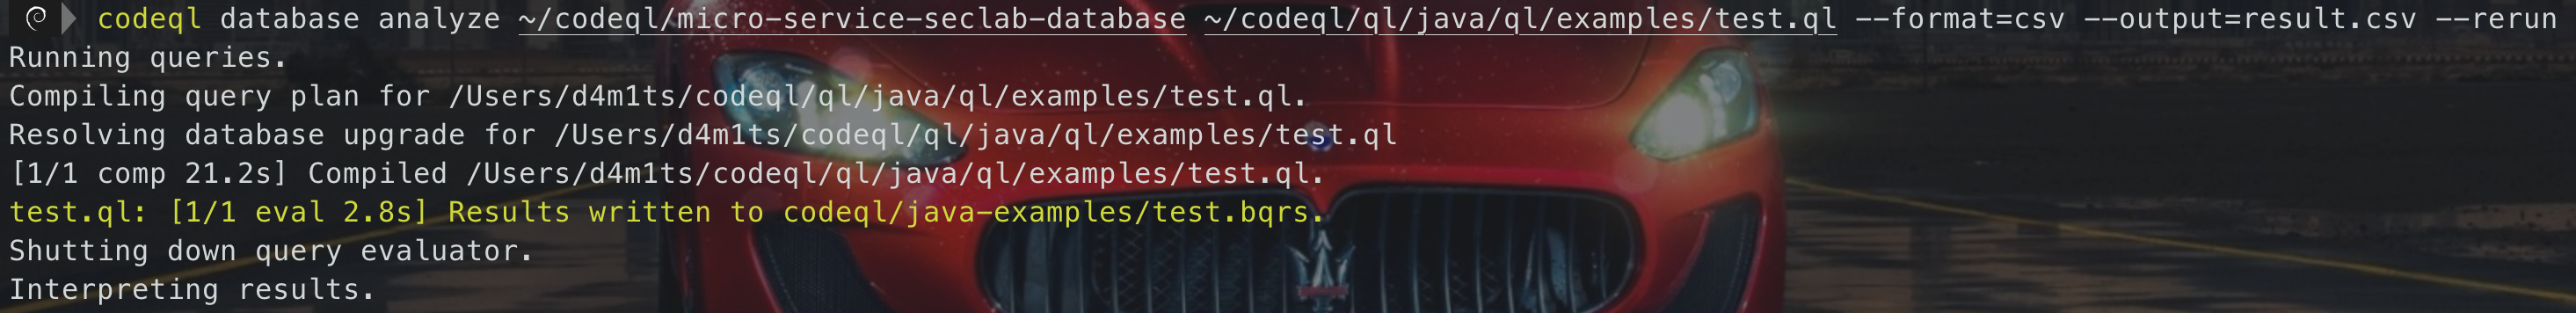 codeql database analyze ~/codeql/micro-service-seclab-database ~/codeql/ql/java/ql/examples/test.ql --format=csv --output=result.csv --rerun
Running queries.
Compiling query plan for /Users/d4m1ts/codeql/ql/java/ql/examples/test.ql.
Resolving database upgrade for /Users/d4m1ts/codeql/ql/java/ql/examples/test.ql
[1/1 comp 21.2s] Compiled /Users/d4m1ts/codeql/ql/java/ql/examples/test.ql.
test.ql: [1/1 eval 2.8s] Results written to codeql/java-examples/test.bqrs.
Shutting down query evaluator.
Interpreting results.